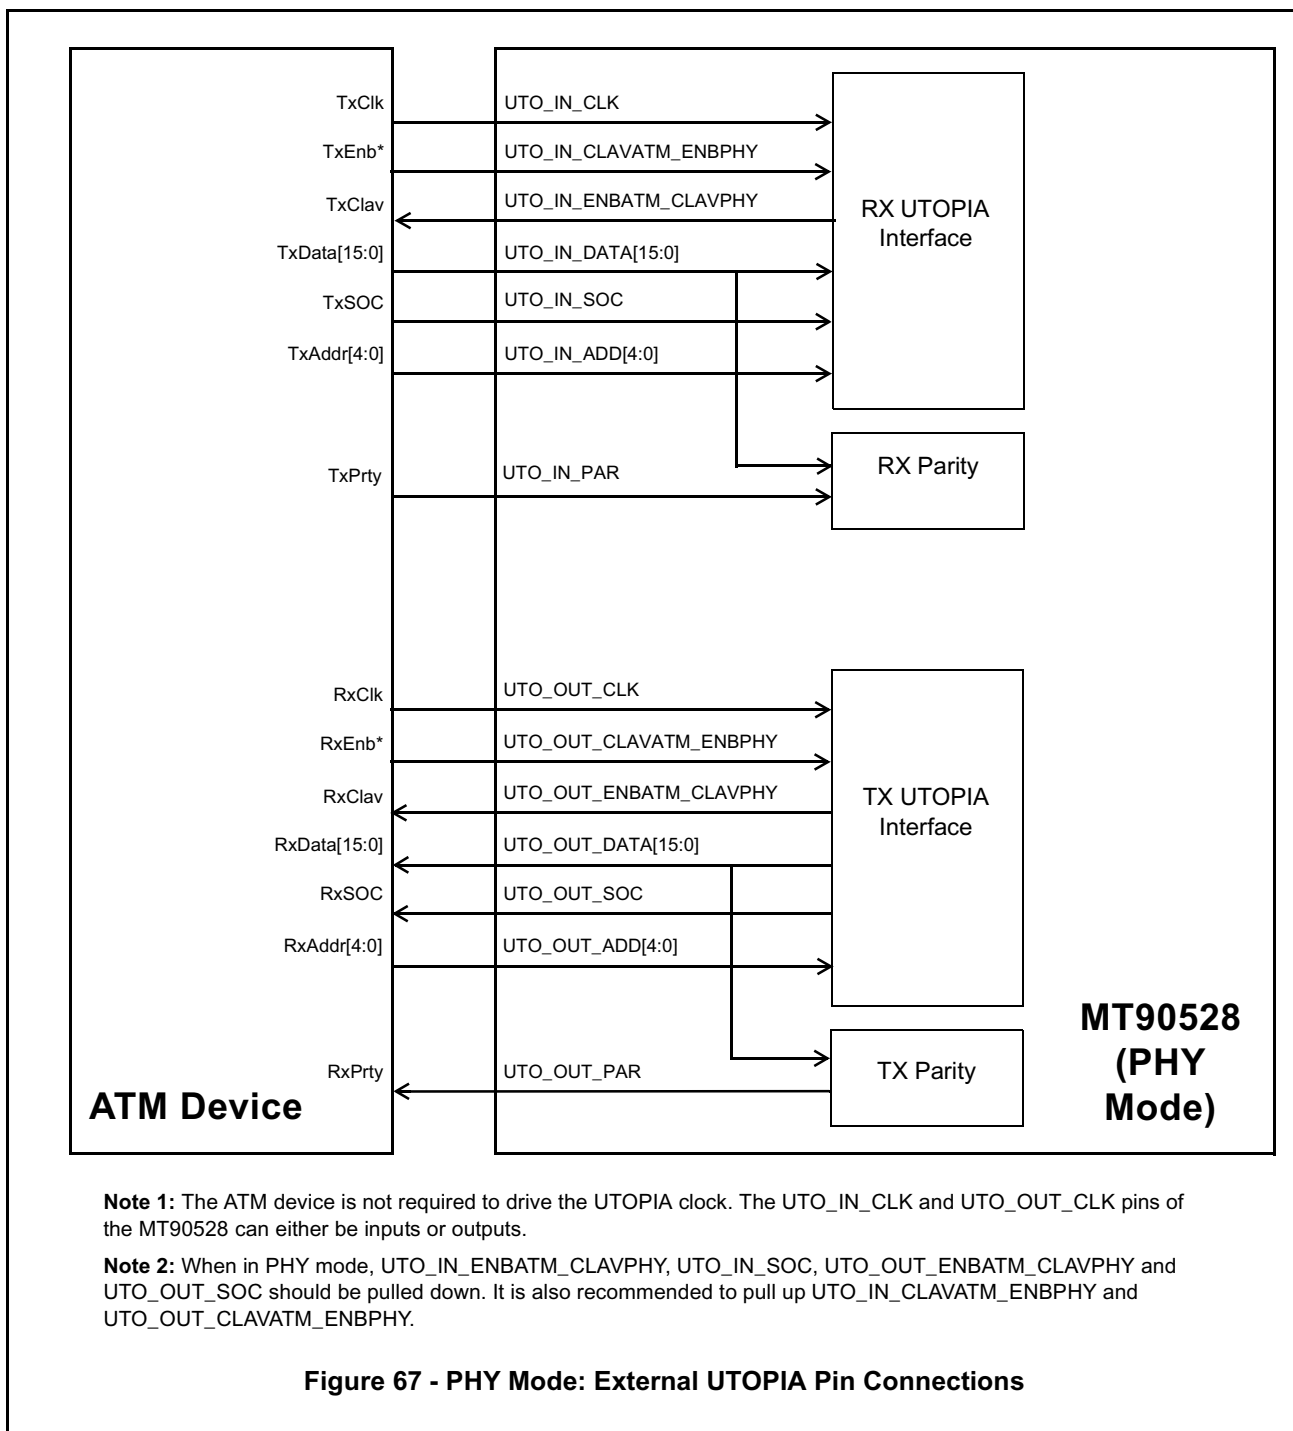 TxClk
UTO_IN_CLK
TxEnb*
UTO_IN_CLAVATM_ENBPHY
TxClav
UTO_IN_ENBATM_CLAVPHY
TxData[15:0]
UTO_IN_DATA[15:0]
TxSOC
UTO_IN_SOC
TxAddr[4:0]
UTO_IN_ADD[4:0]
RX UTOPIA
Interface
TxPrty
UTO_IN_PAR
RX Parity
RxClk
UTO_OUT_CLK
RxEnb*
UTO_OUT_CLAVATM_ENBPHY
RxClav
UTO_OUT_ENBATM_CLAVPHY
RxData[15:0]
UTO_OUT_DATA[15:0]
RxSOC
UTO_OUT_SOC
RxAddr[4:0]
UTO_OUT_ADD[4:0]
TX UTOPIA
Interface
RxPrty
UTO_OUT_PAR
TX Parity
ATM Device
MT90528
(PHY
Mode)
Note 1: The ATM device is not required to drive the UTOPIA clock. The UTO_IN_CLK and UTO_OUT_CLK pins of
the MT90528 can either be inputs or outputs.
Note 2: When in PHY mode, UTO_IN_ENBATM_CLAVPHY, UTO_IN_SOC, UTO_OUT_ENBATM_CLAVPHY and
UTO_OUT_SOC should be pulled down. It is also recommended to pull up UTO_IN_CLAVATM_ENBPHY and
UTO_OUT_CLAVATM_ENBPHY.
Figure 67 - PHY Mode: External UTOPIA Pin Connections